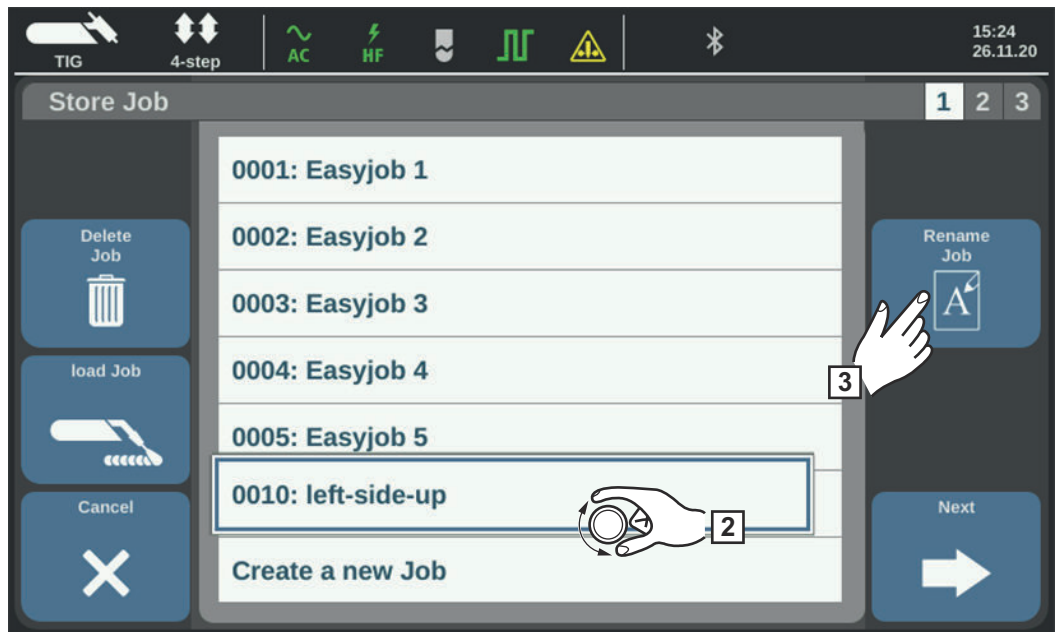 TIG
4-step
AC
HF
15:24
26.11.20
Store Job
1 2 3
0001: Easyjob 1
0002: Easyjob 2
0003: Easyjob 3
0004: Easyjob 4
0005: Easyjob 5
0010: left-side-up
Create a new Job
Delete
Job
load Job
Cancel
Rename
Job
A
3
2
Next